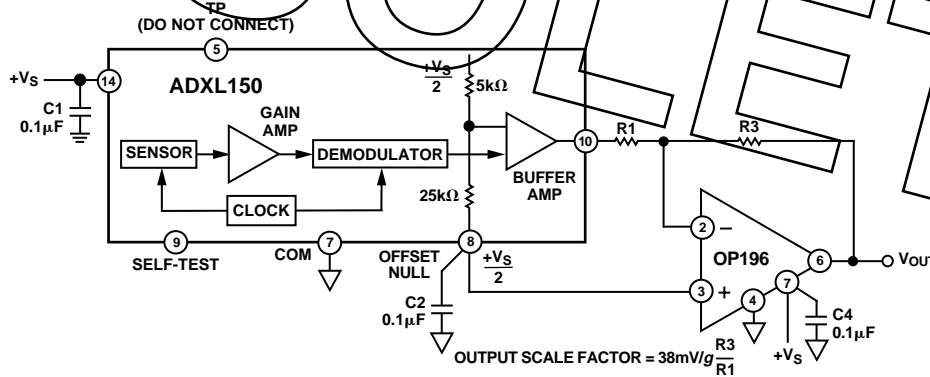 TP
(DO NOT CONNECT)
5
+VS
14
ADXL150
+VS
2
5kΩ
C1
0.1µF
GAIN
AMP
SENSOR
DEMODULATOR
BUFFER
AMP
10
R1
R3
25kΩ
CLOCK
9
SELF-TEST
7
COM
8
OFFSET
NULL
+VS
2
C2
0.1µF
2
−
OP196
6
VOUT
3
+
4
7
C4
0.1µF
+VS
OUTPUT SCALE FACTOR = 38mV/g R3
R1
OLET